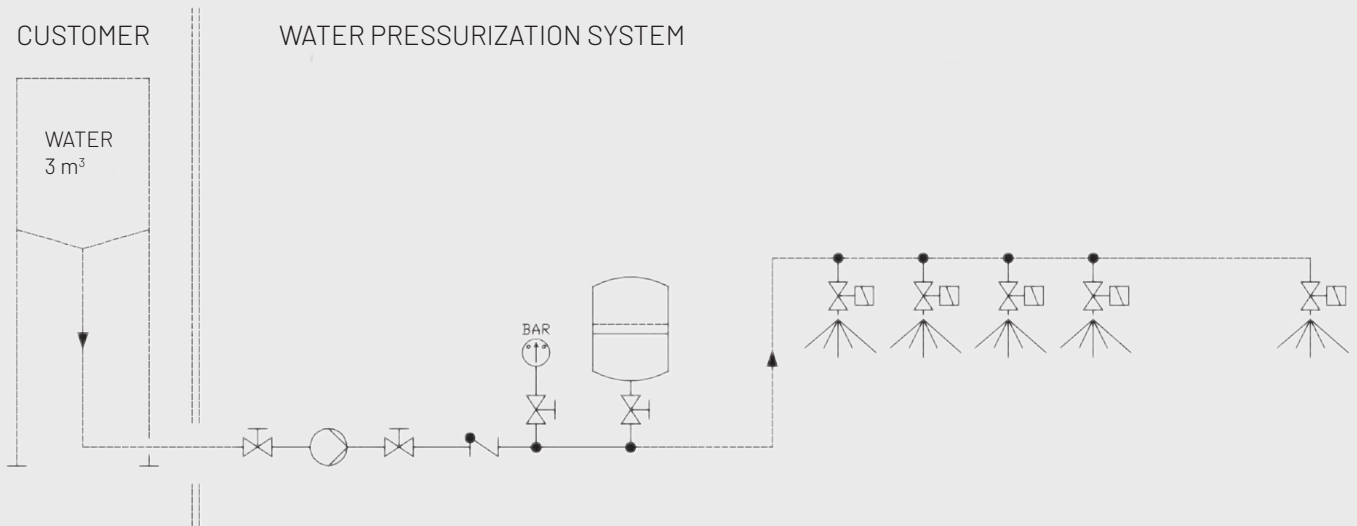 CUSTOMER
WATER PRESSURIZATION SYSTEM
WATER
3 m³
BAR